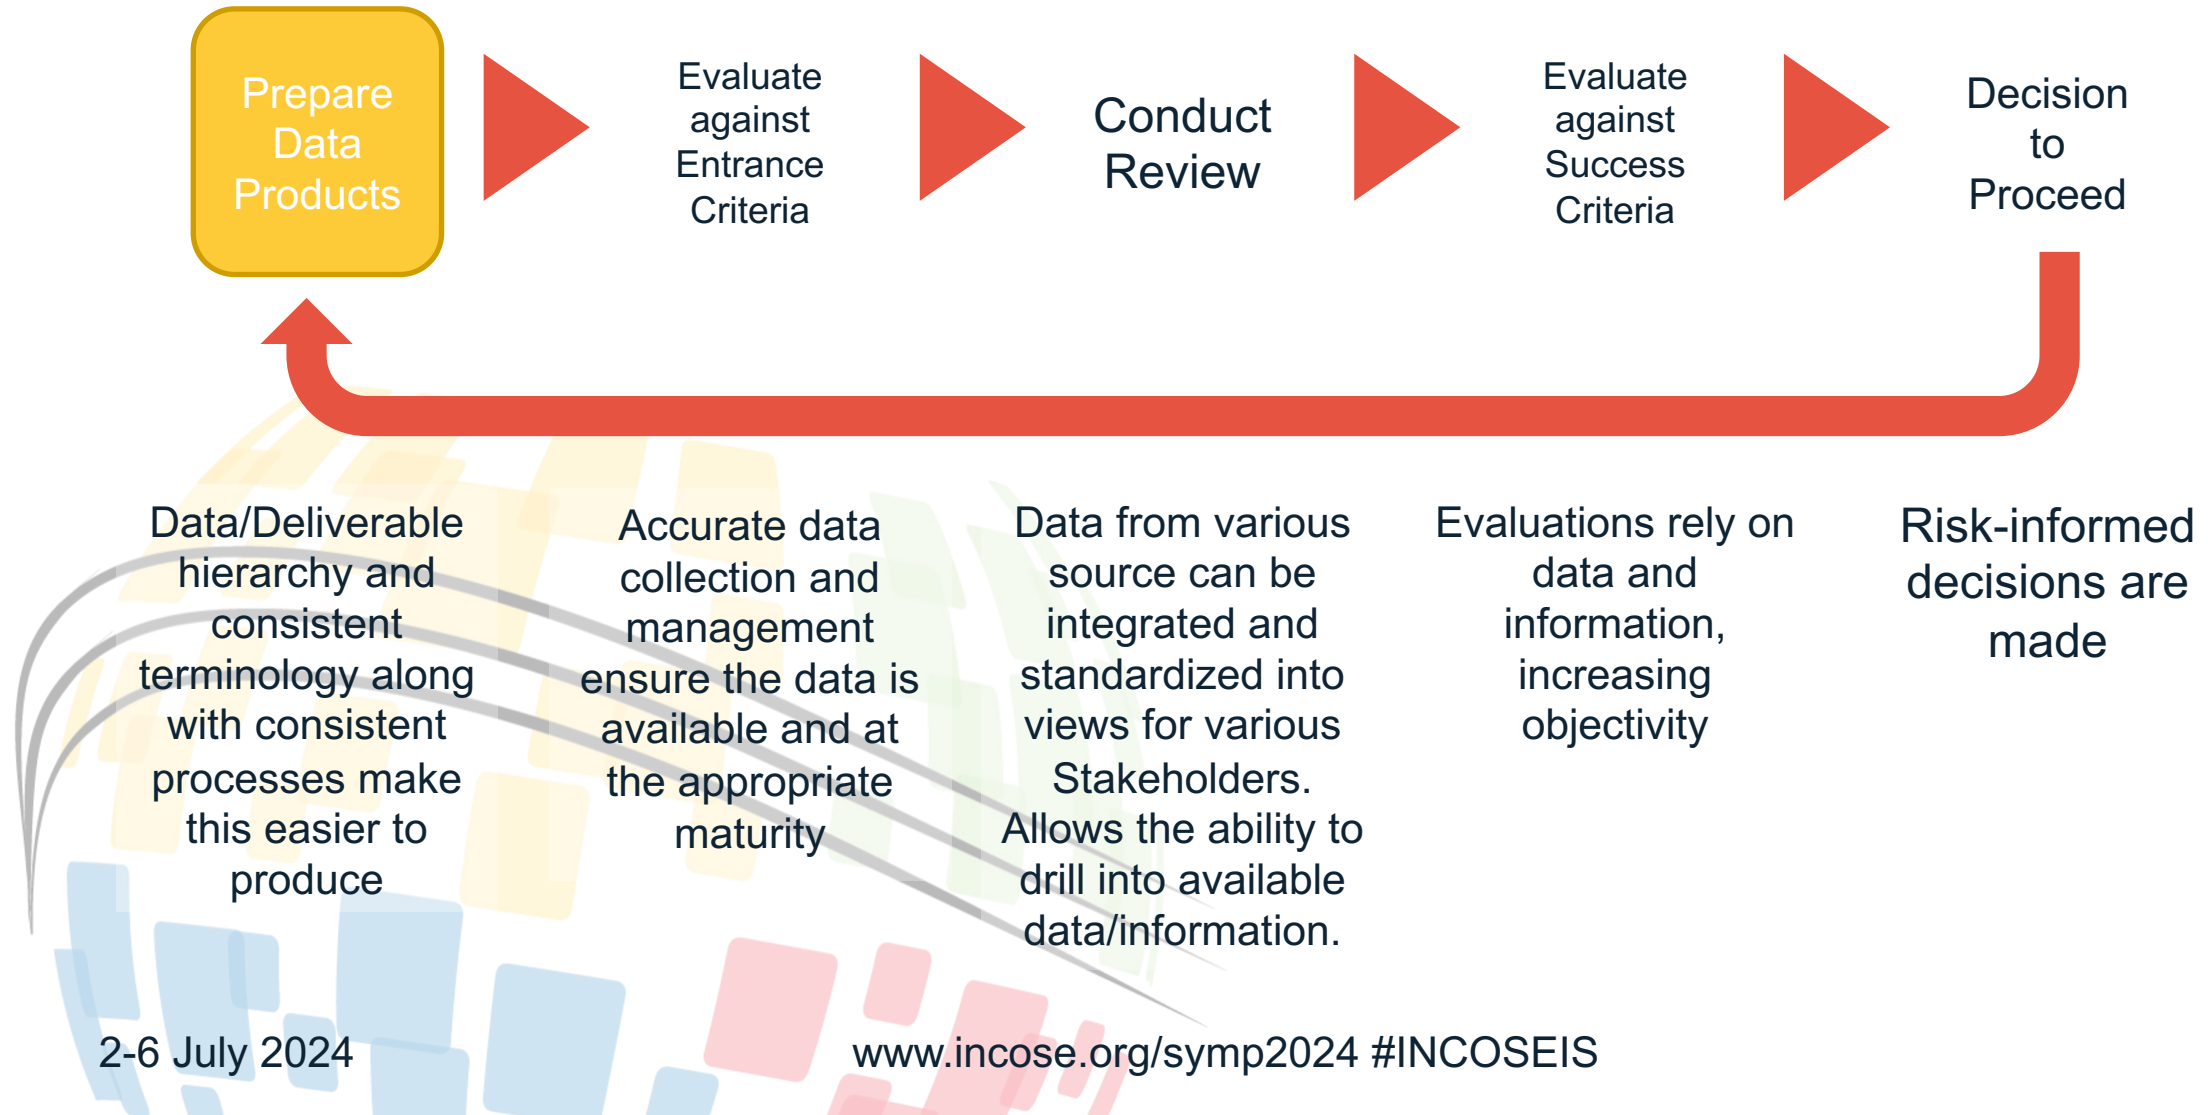 Prepare
Data
Products
Evaluate
against
Entrance
Criteria
Conduct
Review
Evaluate
against
Success
Criteria
Decision
to
Proceed
Data/Deliverable
hierarchy and
consistent
terminology along
with consistent
processes make
this easier to
produce
Accurate data
collection and
management
ensure the data is
available and at
the appropriate
maturity
Data from various
source can be
integrated and
standardized into
views for various
Stakeholders.
Allows the ability to
drill into available
data/information.
Evaluations rely on
data and
information,
increasing
objectivity
Risk-informed
decisions are
made
2-6 July 2024
www.incose.org/symp2024 #INCOSEIS